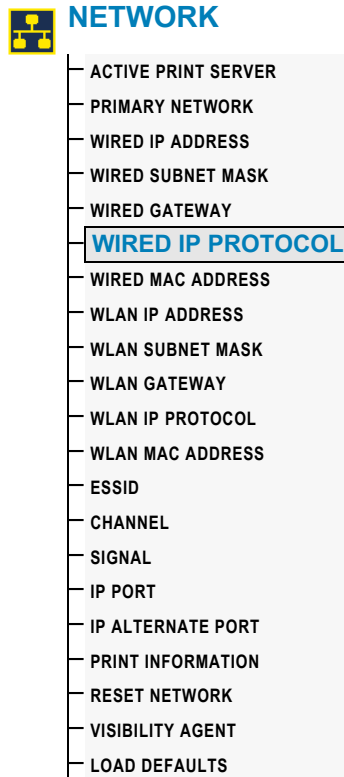 NETWORK
ACTIVE PRINT SERVER
PRIMARY NETWORK
WIRED IP ADDRESS
WIRED SUBNET MASK
WIRED GATEWAY
WIRED IP PROTOCOL
WIRED MAC ADDRESS
WLAN IP ADDRESS
WLAN SUBNET MASK
WLAN GATEWAY
WLAN IP PROTOCOL
WLAN MAC ADDRESS
ESSID
CHANNEL
SIGNAL
IP PORT
IP ALTERNATE PORT
PRINT INFORMATION
RESET NETWORK
VISIBILITY AGENT
LOAD DEFAULTS